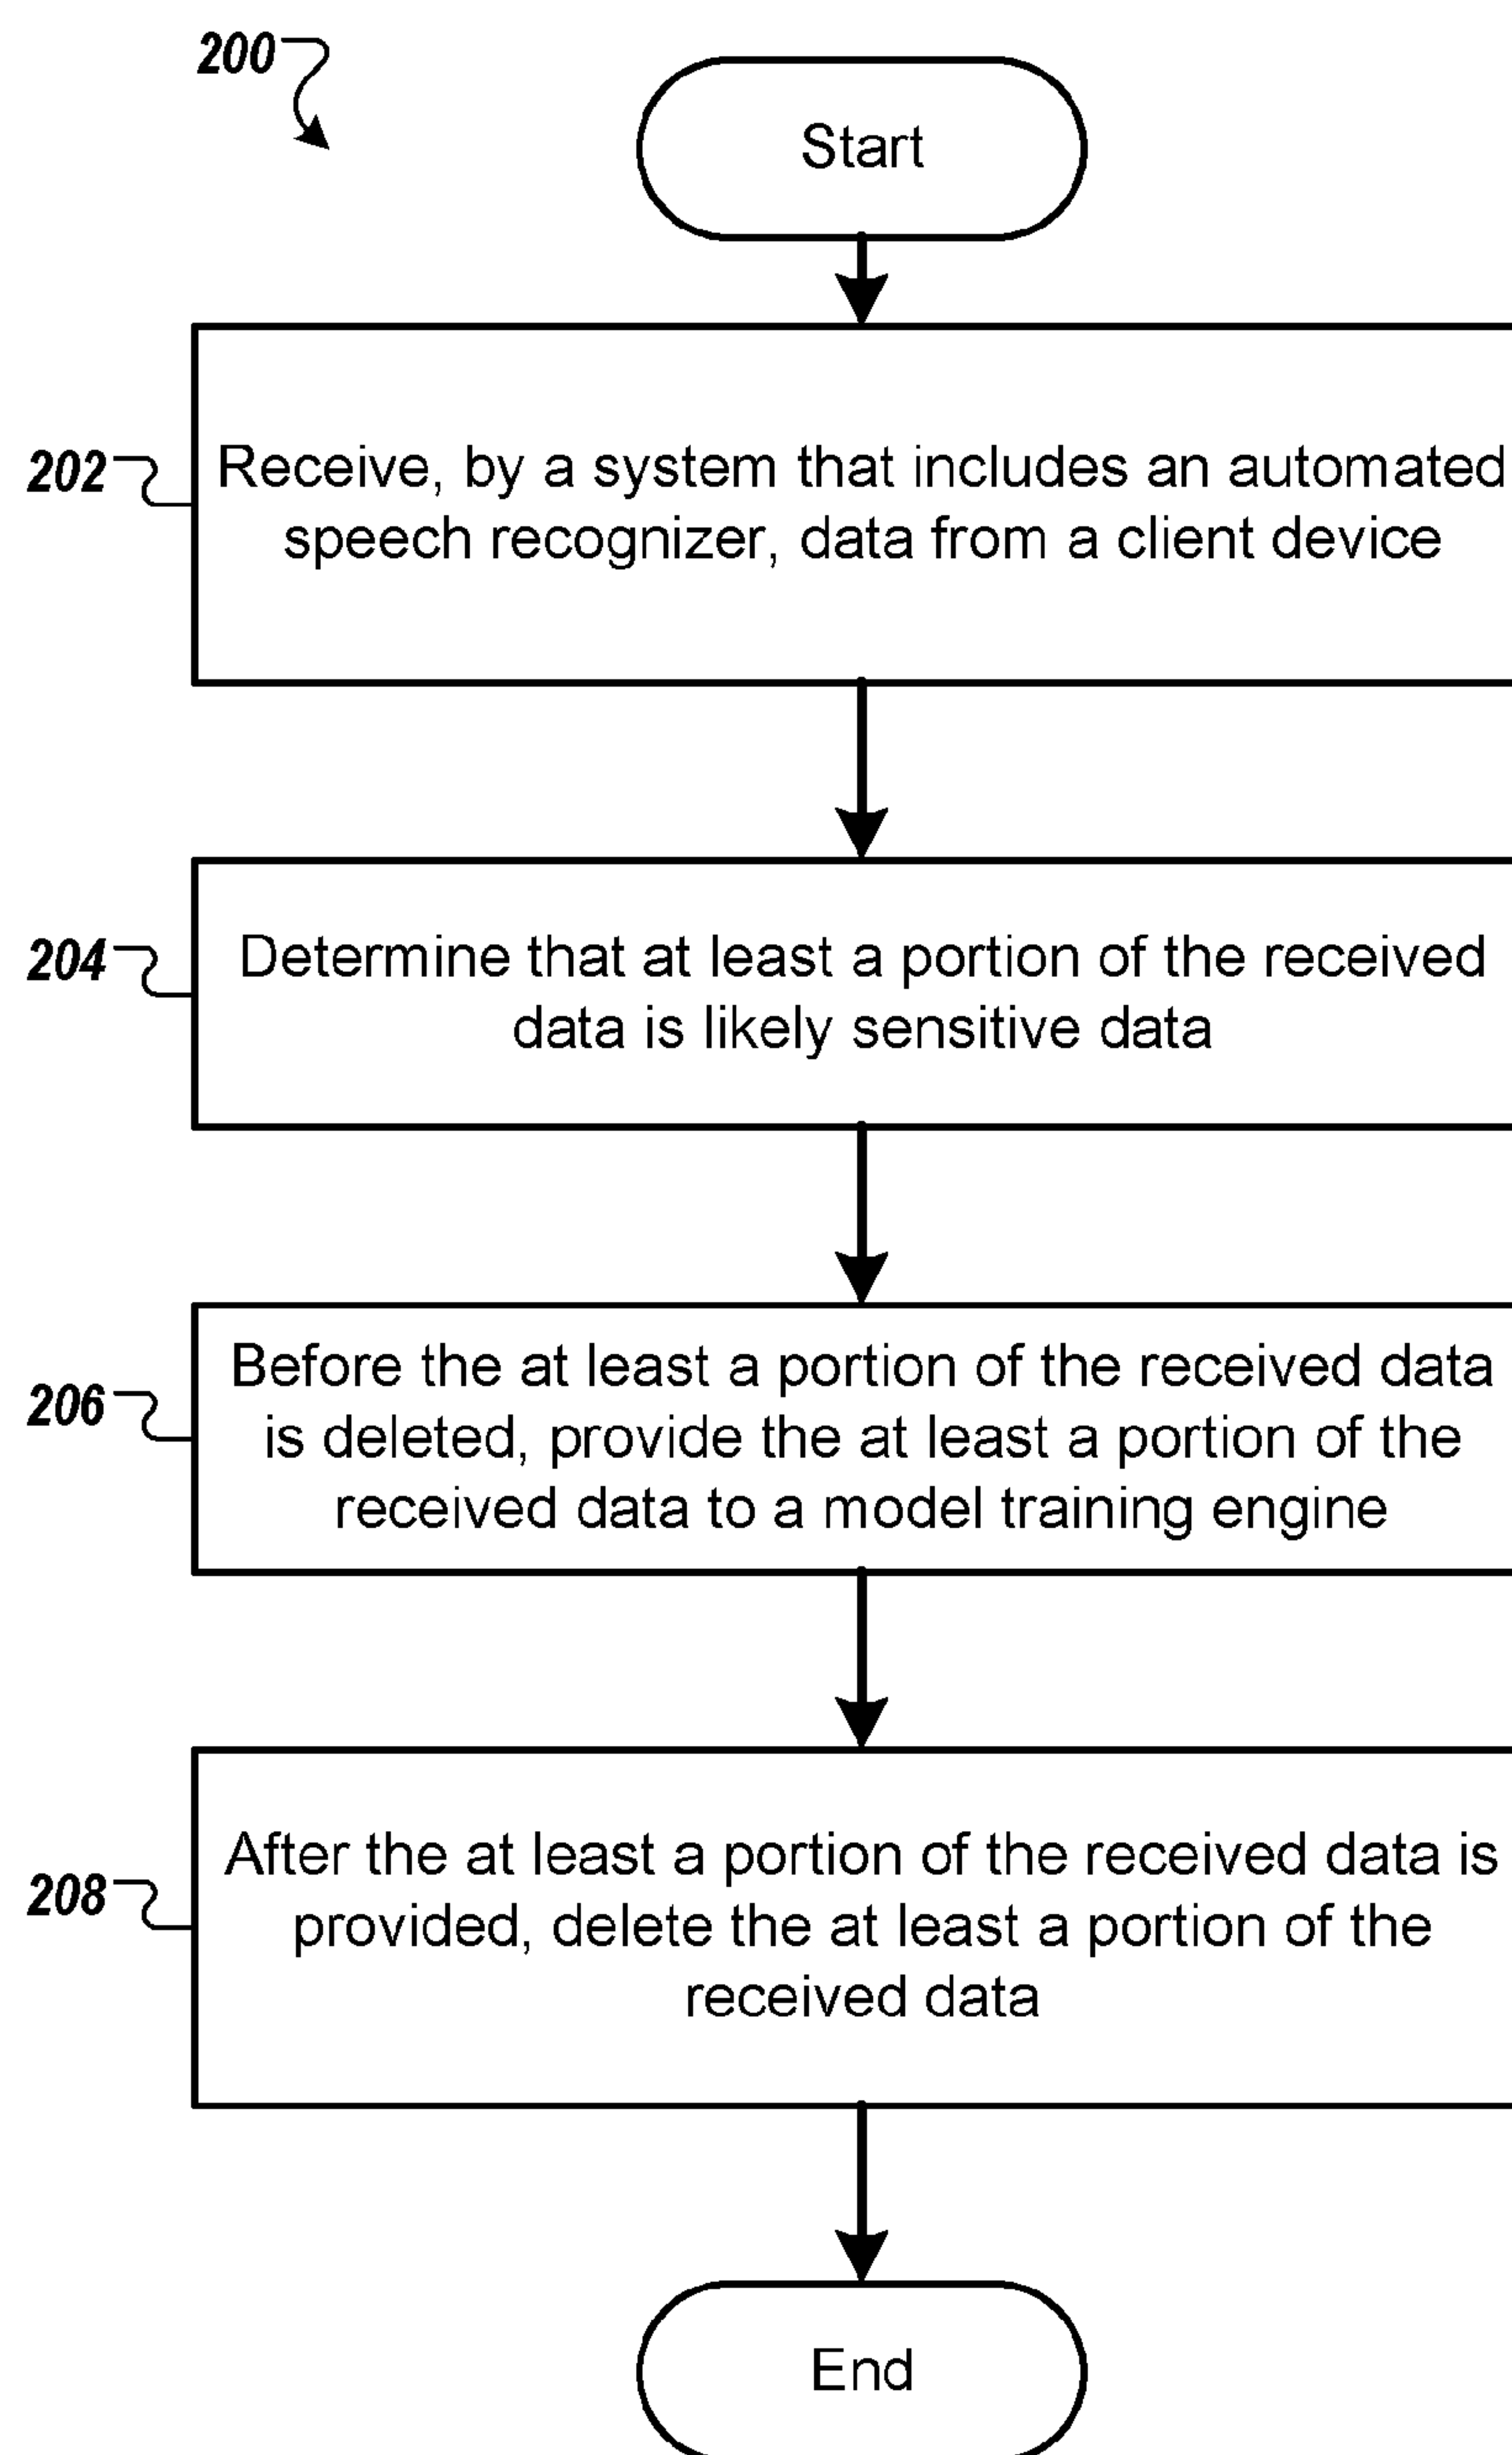 200
Start
202
Receive, by a system that includes an automated
speech recognizer, data from a client device
204
Determine that at least a portion of the received
data is likely sensitive data
206
Before the at least a portion of the received data
is deleted, provide the at least a portion of the
received data to a model training engine
208
After the at least a portion of the received data is
provided, delete the at least a portion of the
received data
End